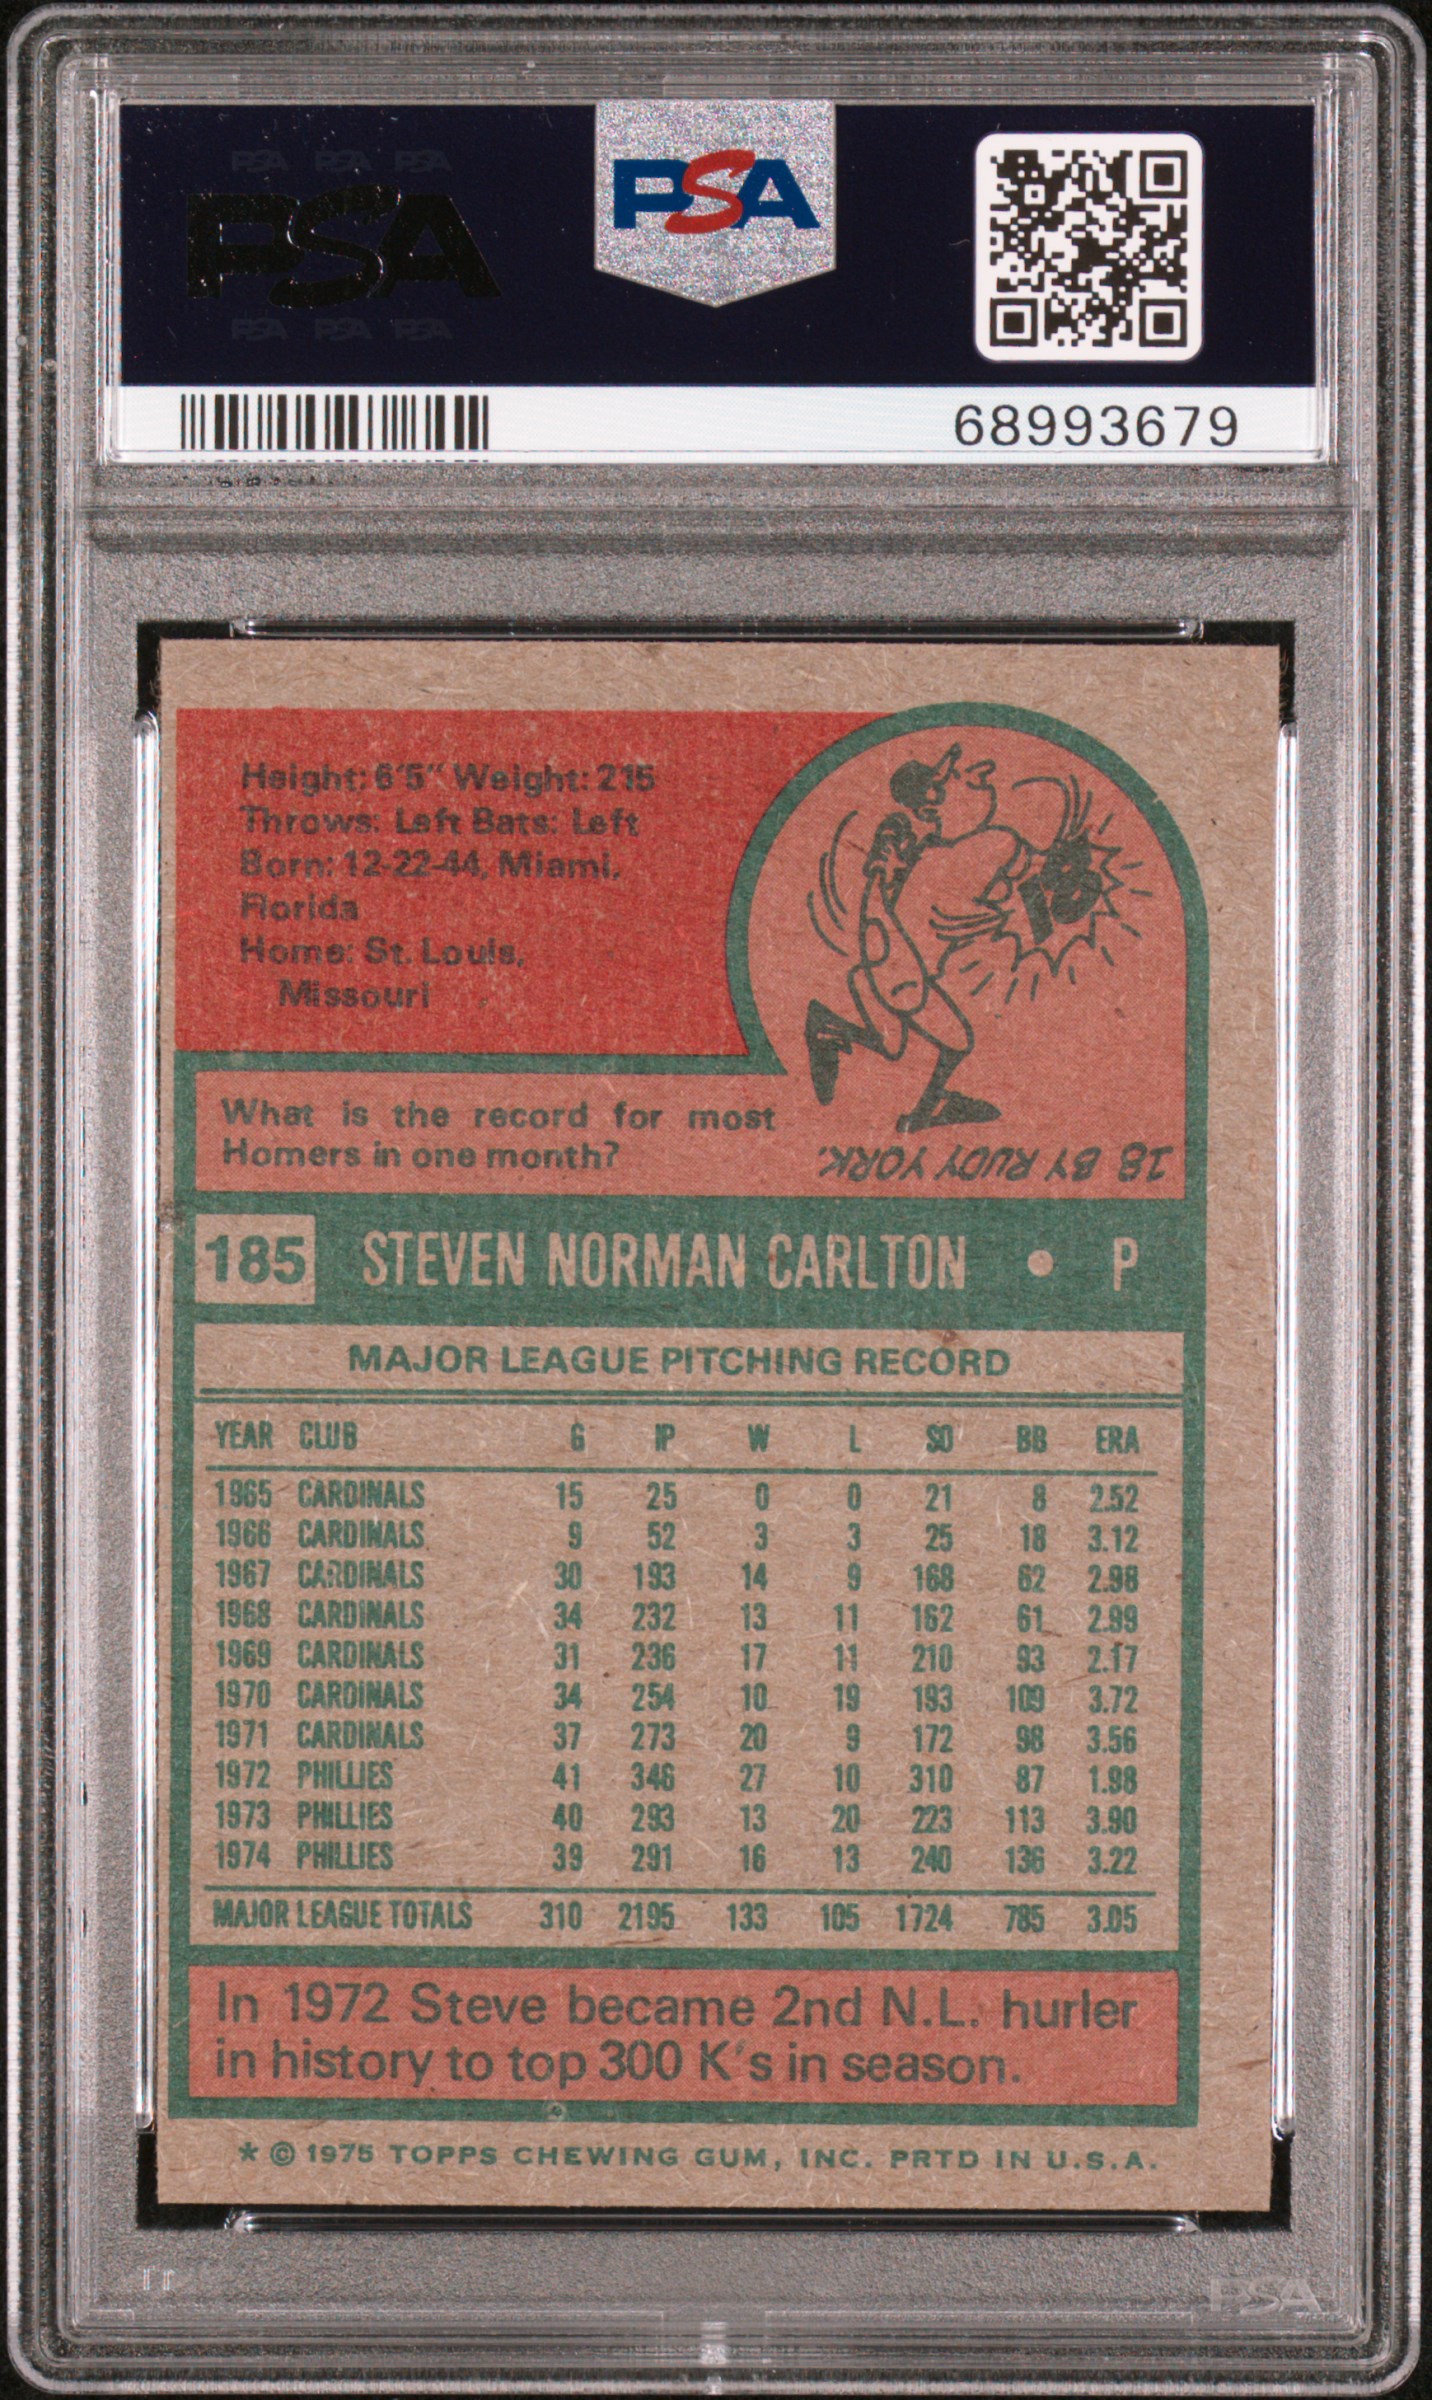 PSA PSA PSA
PSA
PSA PSA PSA
PSA
68993679
Height: 6'5" Weight: 215
Throws: Left Bats: Left
Born: 12-22-44, Miami,
Florida
Home: St. Louis,
Missouri
18
What is the record for most
Homers in one month?
18 BY RUDY YORK.
185 STEVEN NORMAN CARLTON • P
MAJOR LEAGUE PITCHING RECORD
YEAR CLUB G IP W L SO BB ERA
1965 CARDINALS 15 25 0 0 21 8 2.52
1966 CARDINALS 9 52 3 3 25 18 3.12
1967 CARDINALS 30 193 14 9 168 62 2.98
1968 CARDINALS 34 232 13 11 162 61 2.99
1969 CARDINALS 31 236 17 11 210 93 2.17
1970 CARDINALS 34 254 10 19 193 109 3.72
1971 CARDINALS 37 273 20 9 172 98 3.56
1972 PHILLIES 41 346 27 10 310 87 1.98
1973 PHILLIES 40 293 13 20 223 113 3.90
1974 PHILLIES 39 291 16 13 240 136 3.22
MAJOR LEAGUE TOTALS 310 2195 133 105 1724 785 3.05
In 1972 Steve became 2nd N.L. hurler
in history to top 300 K's in season.
* © 1975 TOPPS CHEWING GUM, INC. PRTD IN U.S.A.
PSA